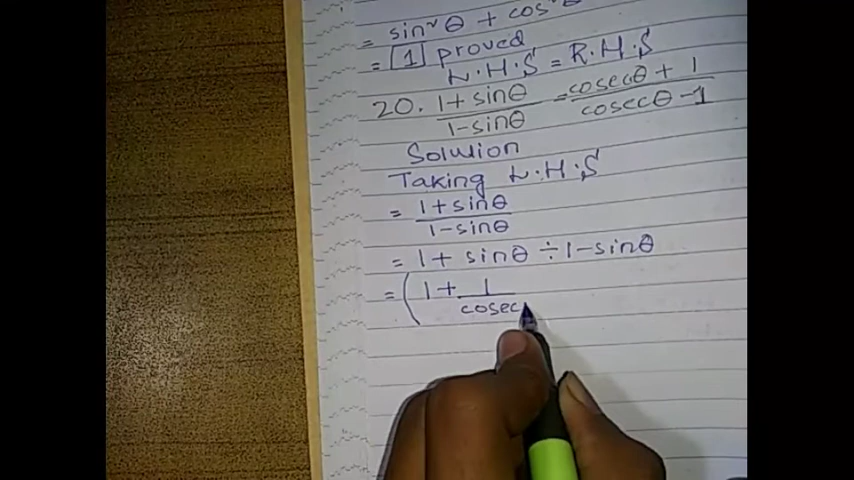 = sin²θ + cos²θ
= 1 proved
L.H.S = R.H.S
20. 1+sinθ/1-sinθ = cosecθ+1/cosecθ-1
Solution
Taking L.H.S
= 1+sinθ/1-sinθ
= 1+ sinθ ÷ 1-sinθ
= (1+ 1/cosec